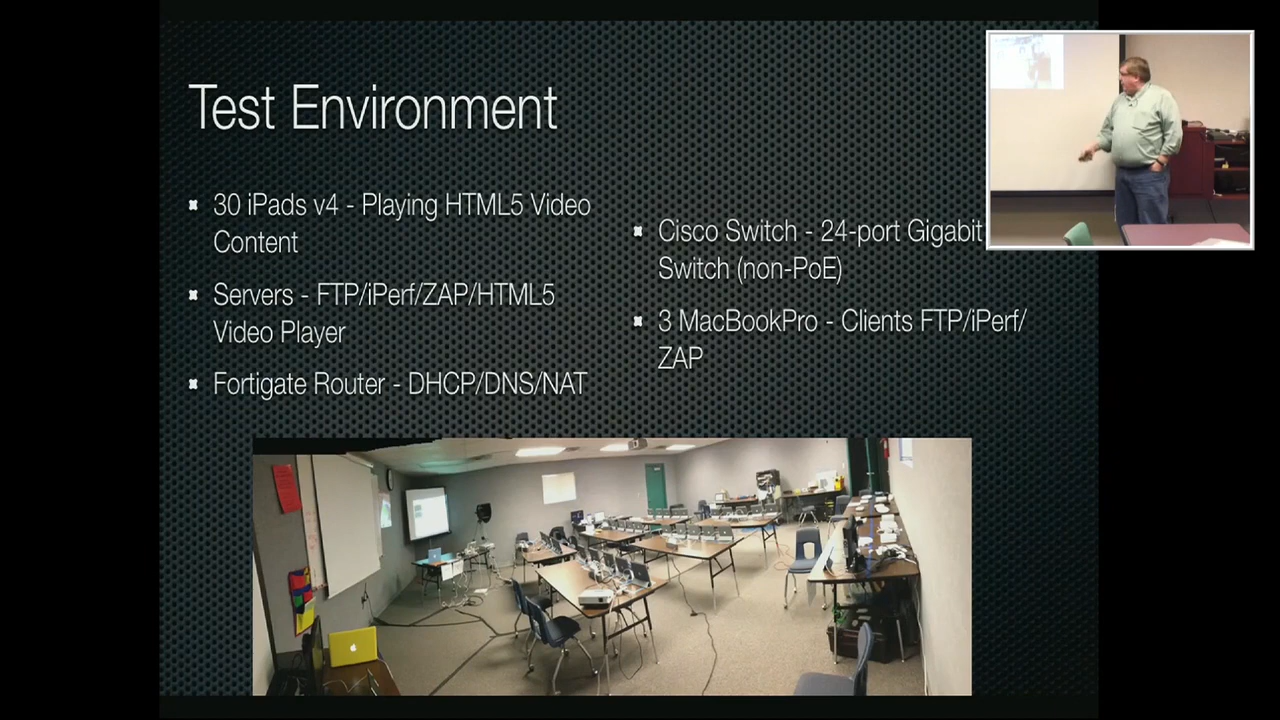 Test Environment
30 iPads v4 - Playing HTML5 Video
Content
Servers - FTP/iPerf/ZAP/HTML5
Video Player
Fortigate Router - DHCP/DNS/NAT
Cisco Switch - 24-port Gigabit
Switch (non-PoE)
3 MacBookPro - Clients FTP/iPerf/
ZAP